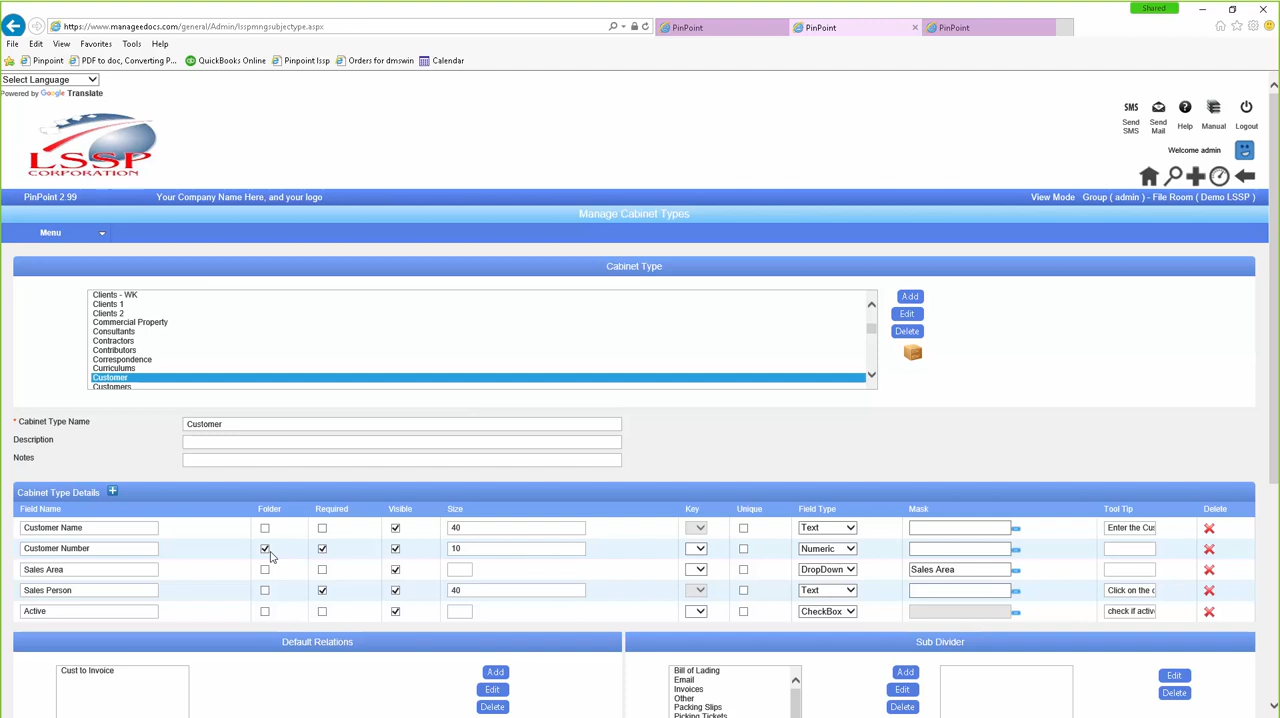 Shared
https://www.manageedocs.com/general/Admin/lsspmngsubjectype.aspx
PinPoint
PinPoint
PinPoint
File Edit View Favorites Tools Help
Pinpoint PDF to doc, Converting P... QuickBooks Online Pinpoint lssp Orders for dmswin Calendar
Select Language
Powered by Google Translate
LSSP
CORPORATION
SMS
Send SMS Send Mail Help Manual Logout
Welcome admin
PinPoint 2.99 Your Company Name Here, and your logo View Mode Group ( admin ) - File Room ( Demo LSSP )
Manage Cabinet Types
Menu
Cabinet Type
Clients - WK
Clients 1
Clients 2
Commercial Property
Consultants
Contractors
Contributors
Correspondence
Curriculums
Customer
Customers
Add
Edit
Delete
* Cabinet Type Name Customer
Description
Notes
Cabinet Type Details
Field Name Folder Required Visible Size Key Unique Field Type Mask Tool Tip Delete
Customer Name 40 Text Enter the Cus
Customer Number 10 Numeric
Sales Area DropDown Sales Area
Sales Person 40 Text Click on the c
Active CheckBox check if active
Default Relations Sub Divider
Cust to Invoice
Add
Edit
Delete
Bill of Lading
Email
Invoices
Other
Packing Slips
Picking Tickets
Add
Edit
Delete
Edit
Delete